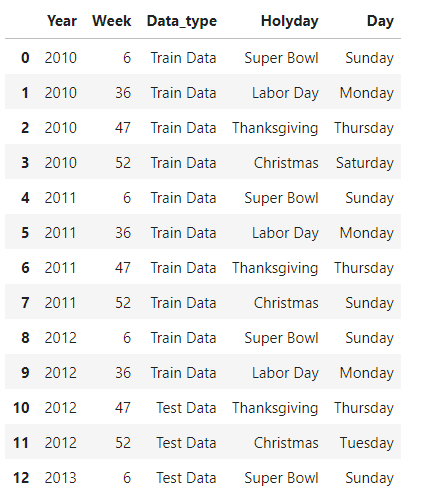 Year Week Data_type Holyday Day
0 2010 6 Train Data Super Bowl Sunday
1 2010 36 Train Data Labor Day Monday
2 2010 47 Train Data Thanksgiving Thursday
3 2010 52 Train Data Christmas Saturday
4 2011 6 Train Data Super Bowl Sunday
5 2011 36 Train Data Labor Day Monday
6 2011 47 Train Data Thanksgiving Thursday
7 2011 52 Train Data Christmas Sunday
8 2012 6 Train Data Super Bowl Sunday
9 2012 36 Train Data Labor Day Monday
10 2012 47 Test Data Thanksgiving Thursday
11 2012 52 Test Data Christmas Tuesday
12 2013 6 Test Data Super Bowl Sunday